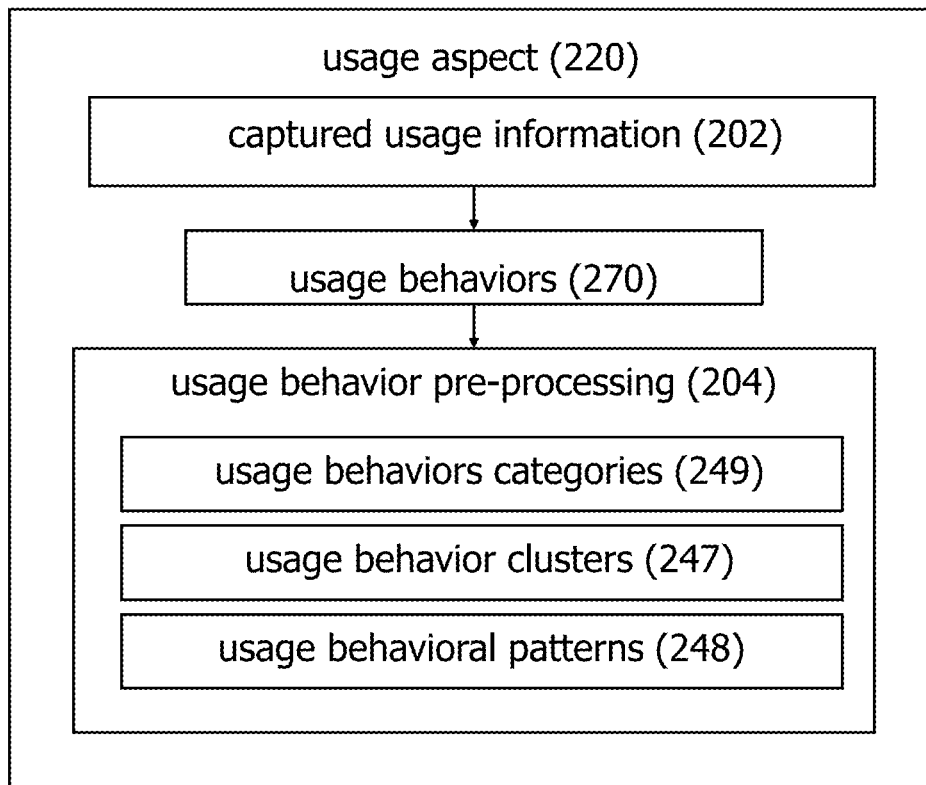 usage aspect (220)
captured usage information (202)
usage behaviors (270)
usage behavior pre-processing (204)
usage behaviors categories (249)
usage behavior clusters (247)
usage behavioral patterns (248)